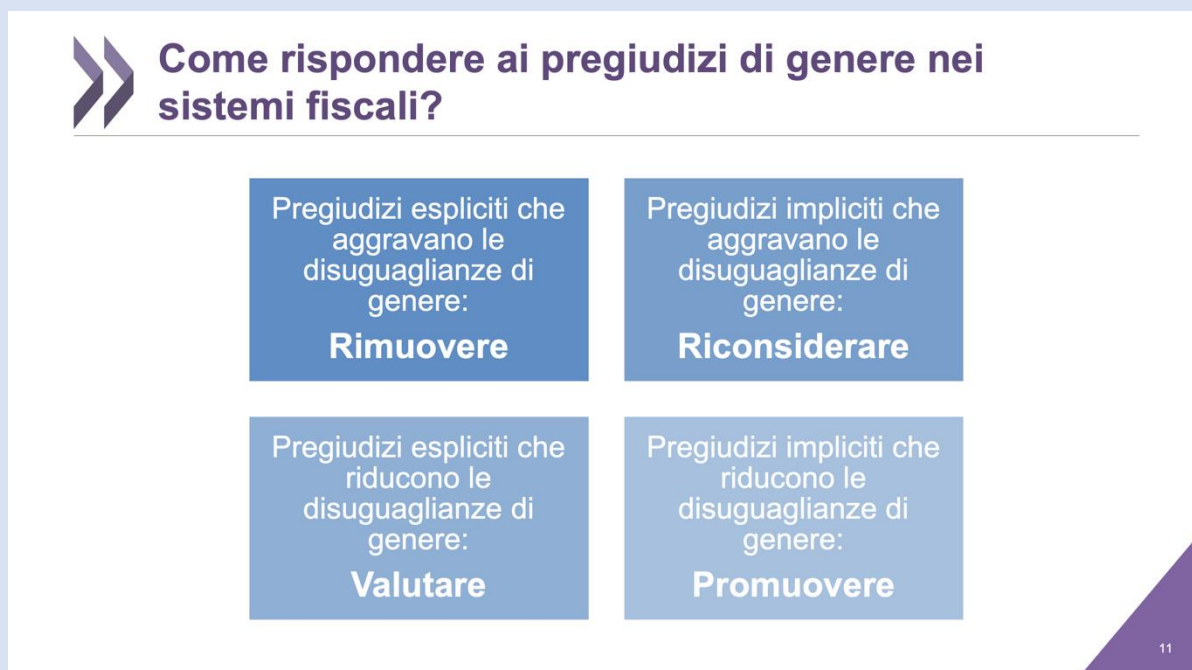 Come rispondere ai pregiudizi di genere nei
sistemi fiscali?
Pregiudizi espliciti che
aggravano le
disuguaglianze di
genere:
Rimuovere
Pregiudizi impliciti che
aggravano le
disuguaglianze di
genere:
Riconsiderare
Pregiudizi espliciti che
riducono le
disuguaglianze di
genere:
Valutare
Pregiudizi impliciti che
riducono le
disuguaglianze di
genere:
Promuovere
11